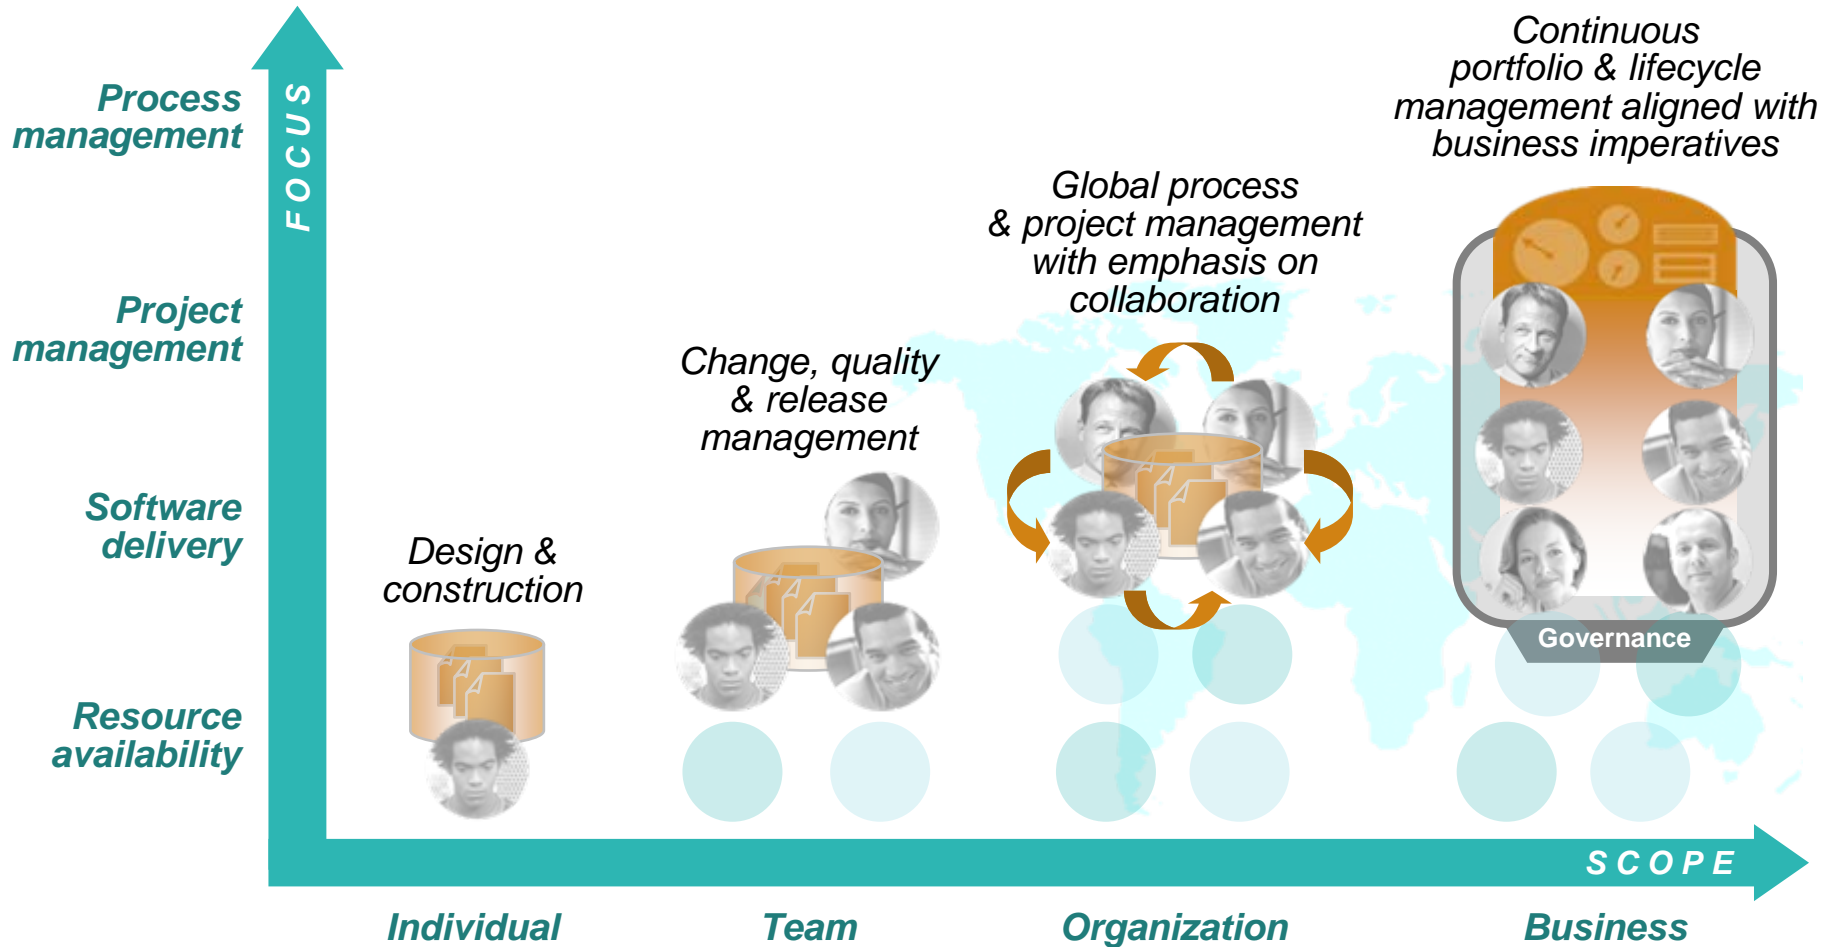 Process
management
Project
management
Software
delivery
Resource
availability
FOCUS
Design &
construction
Change, quality
& release
management
Global process
& project management
with emphasis on
collaboration
Continuous
portfolio & lifecycle
management aligned with
business imperatives
Governance
SCOPE
Individual
Team
Organization
Business